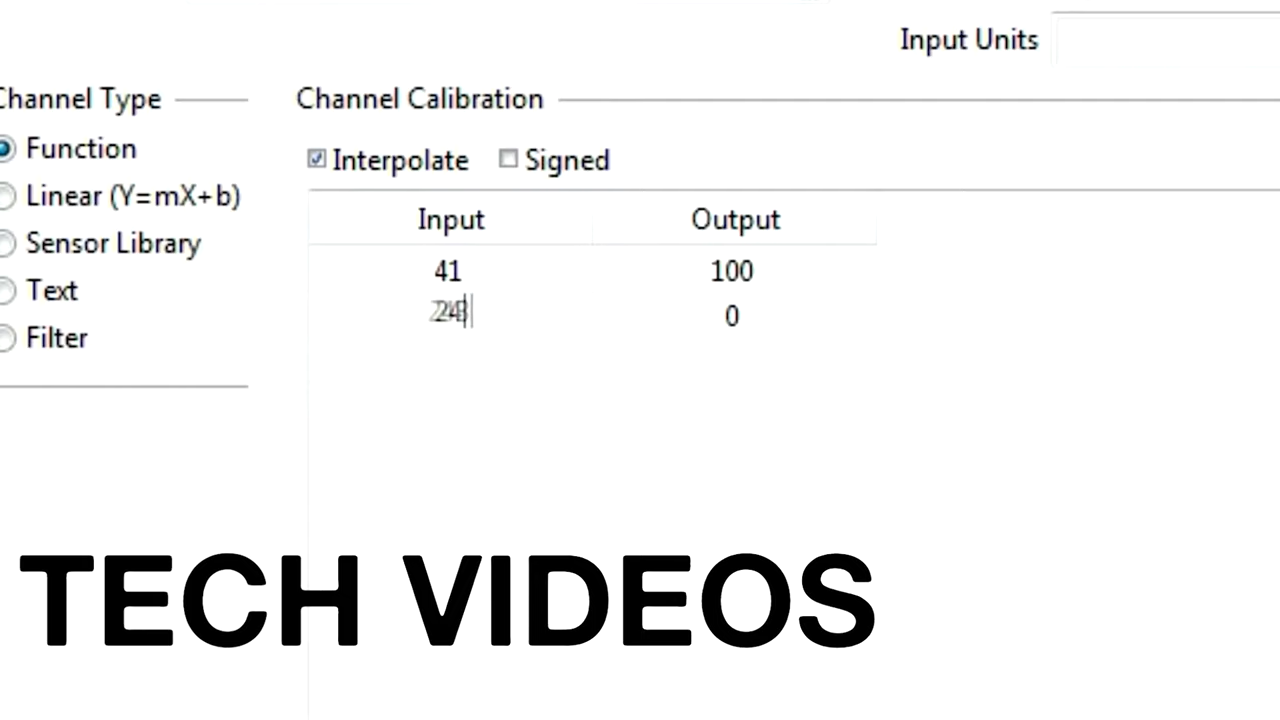 Input Units
Channel Type
Channel Calibration
Function
Interpolate
Signed
Linear (Y=mX+b)
Input
Output
Sensor Library
41
100
Text
0
Filter
TECH VIDEOS